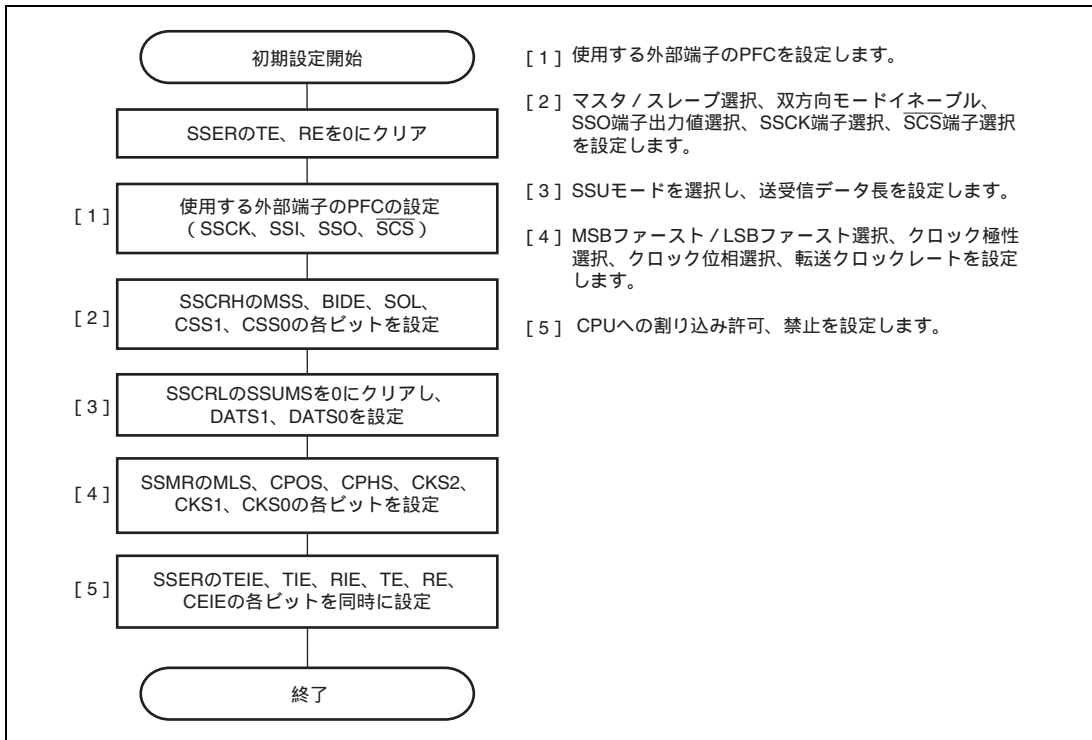 初期設定開始
SSERのTE、REを0にクリア
[ 1 ]
使用する外部端子のPFCの設定
( SSCK、SSI、SSO、SCS )
[ 2 ]
SSCRHのMSS、BIDE、SOL、
CSS1、CSS0の各ビットを設定
[ 3 ]
SSCRLのSSUMSを0にクリアし、
DATS1、DATS0を設定
[ 4 ]
SSMRのMLS、CPOS、CPHS、CKS2、
CKS1、CKS0の各ビットを設定
[ 5 ]
SSERのTEIE、TIE、RIE、TE、RE、
CEIEの各ビットを同時に設定
終了
[ 1 ] 使用する外部端子のPFCを設定します。
[ 2 ] マスタ / スレーブ選択、双方向モードイネーブル、
SSO端子出力値選択、SSCK端子選択、SCS端子選択
を設定します。
[ 3 ] SSUモードを選択し、送受信データ長を設定します。
[ 4 ] MSBファースト / LSBファースト選択、クロック極性
選択、クロック位相選択、転送クロックレートを設定
します。
[ 5 ] CPUへの割り込み許可、禁止を設定します。